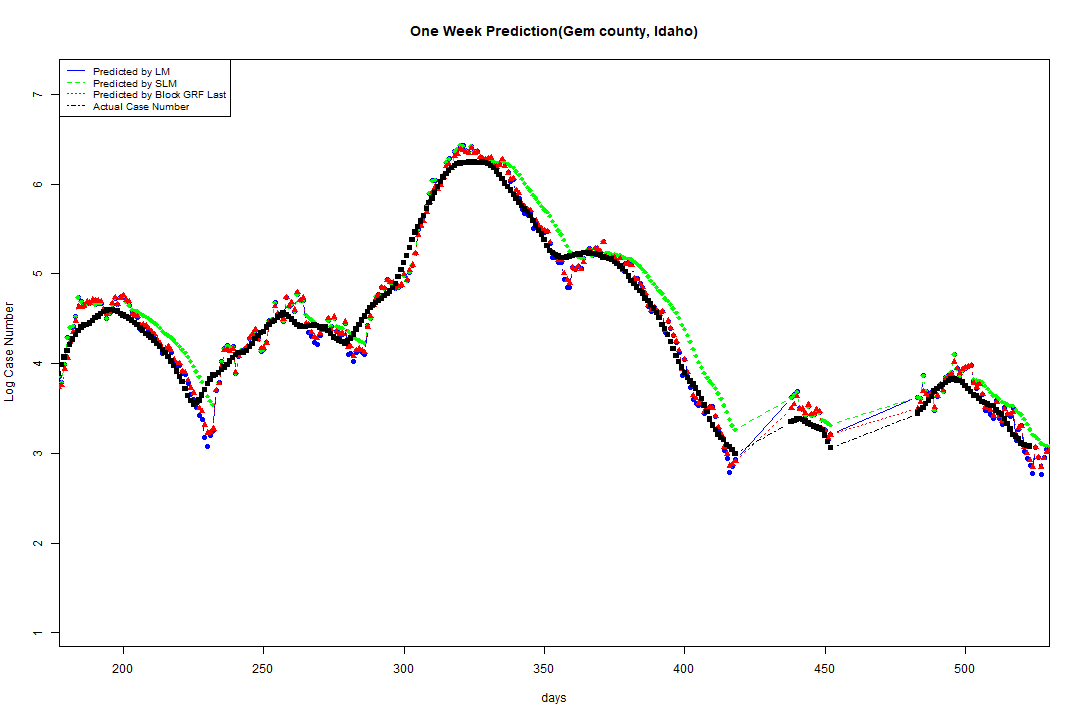 One Week Prediction(Gem county, Idaho)
Predicted by LM
Predicted by SLM
Predicted by Block GRF Last
Actual Case Number
7
6
5
4
3
2
1
Log Case Number
200 250 300 350 400 450 500
days